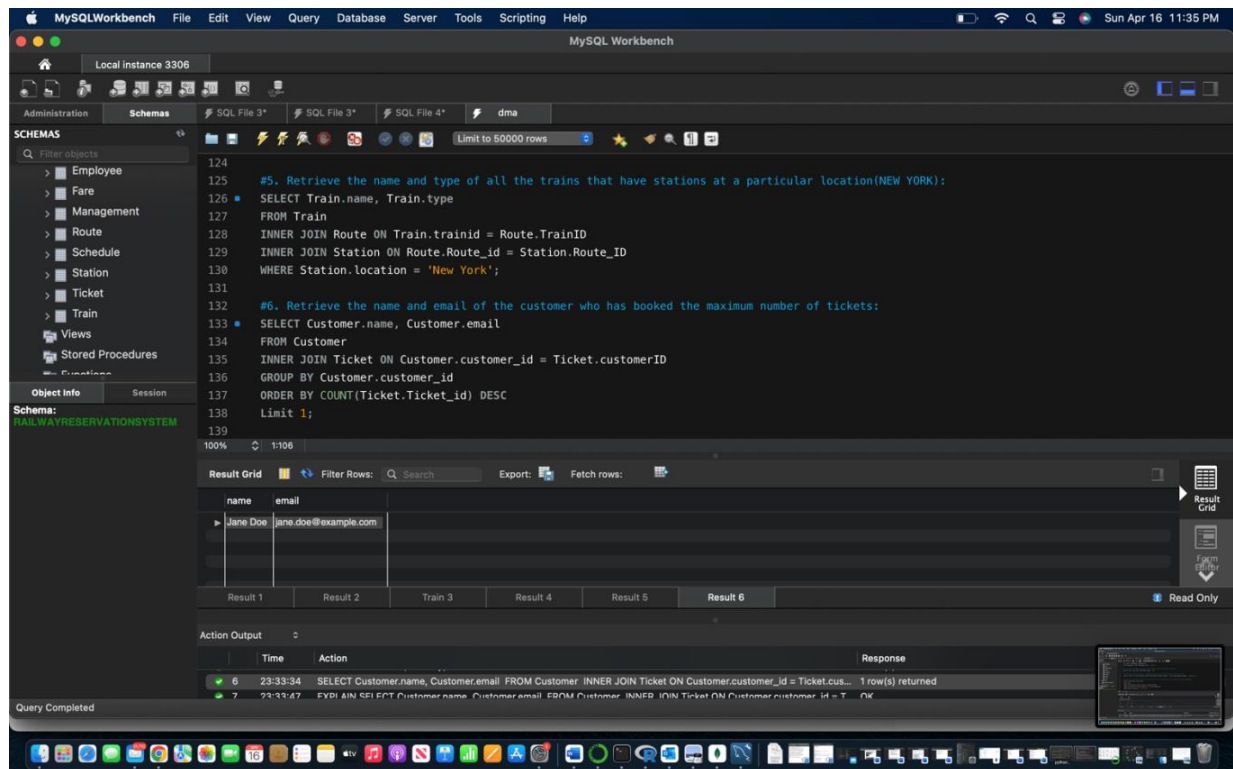 MySQLWorkbench File Edit View Query Database Server Tools Scripting Help Sun Apr 16 11:35 PM
MySQL Workbench
Local instance 3306
Administration Schemas SQL File 3* SQL File 3* SQL File 4* dma
SCHEMAS
Limit to 50000 rows
Filter objects
Employee
Fare
Management
Route
Schedule
Station
Ticket
Train
Views
Stored Procedures
Functions
Object Info Session
Schema:
RAILWAYRESERVATIONSYSTEM
124
125 #5. Retrieve the name and type of all the trains that have stations at a particular location(NEW YORK):
126 SELECT Train.name, Train.type
127 FROM Train
128 INNER JOIN Route ON Train.trainid = Route.TrainID
129 INNER JOIN Station ON Route.Route_id = Station.Route_ID
130 WHERE Station.location = 'New York';
131
132 #6. Retrieve the name and email of the customer who has booked the maximum number of tickets:
133 SELECT Customer.name, Customer.email
134 FROM Customer
135 INNER JOIN Ticket ON Customer.customer_id = Ticket.customerID
136 GROUP BY Customer.customer_id
137 ORDER BY COUNT(Ticket.Ticket_id) DESC
138 Limit 1;
139
100% 1:106
Result Grid Filter Rows: Search Export: Fetch rows:
name email
Jane Doe jane.doe@example.com
Result Grid
Form Editor
Result 1 Result 2 Train 3 Result 4 Result 5 Result 6 Read Only
Action Output
Time Action Response
6 23:33:34 SELECT Customer.name, Customer.email FROM Customer INNER JOIN Ticket ON Customer.customer_id = Ticket.cus... 1 row(s) returned
7 23:33:47 EXPLAIN SELECT Customer.name, Customer.email FROM Customer INNER JOIN Ticket ON Customer.customer_id = T... OK
Query Completed